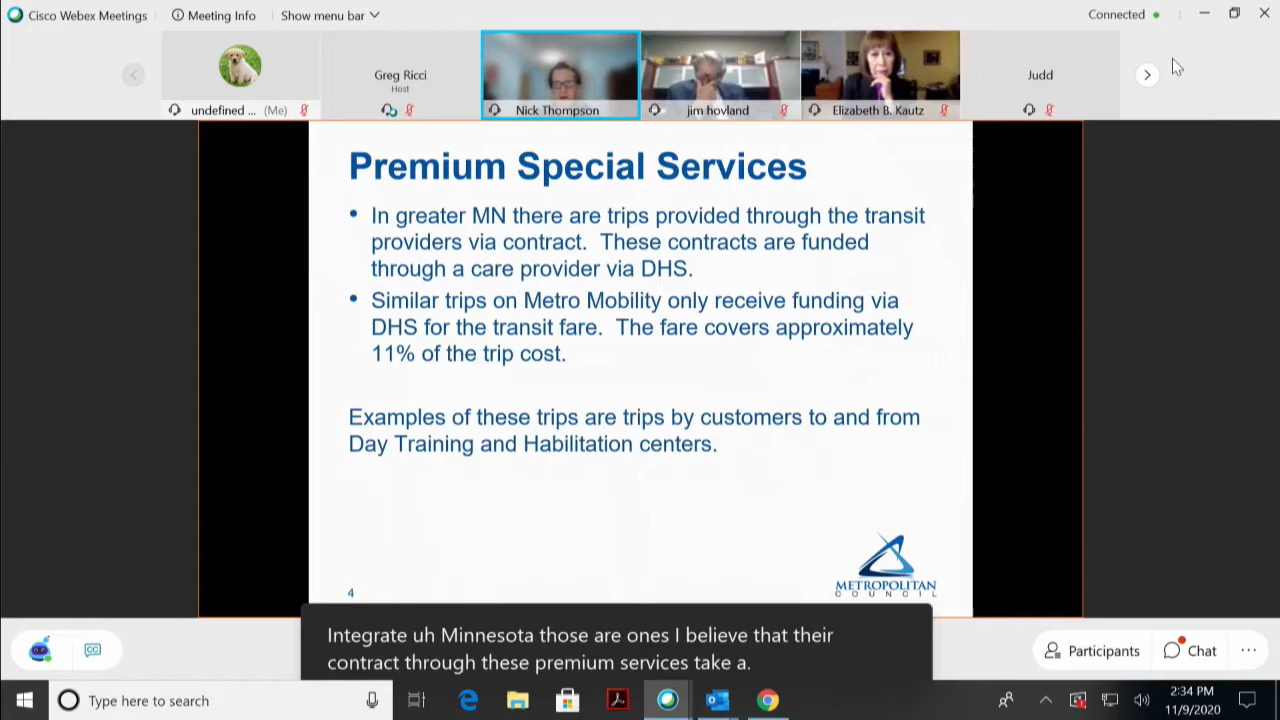 Cisco Webex Meetings
Meeting Info
Show menu bar
Connected
undefined ... (Me)
Greg Ricci
Host
Nick Thompson
jim hovland
Elizabeth B. Kautz
Judd
Premium Special Services
• In greater MN there are trips provided through the transit
providers via contract. These contracts are funded
through a care provider via DHS.
• Similar trips on Metro Mobility only receive funding via
DHS for the transit fare. The fare covers approximately
11% of the trip cost.
Examples of these trips are trips by customers to and from
Day Training and Habilitation centers.
4
METROPOLITAN
COUNCIL
Integrate uh Minnesota those are ones I believe that their
contract through these premium services take a.
CC
Participants
Chat
Type here to search
2:34 PM
11/9/2020